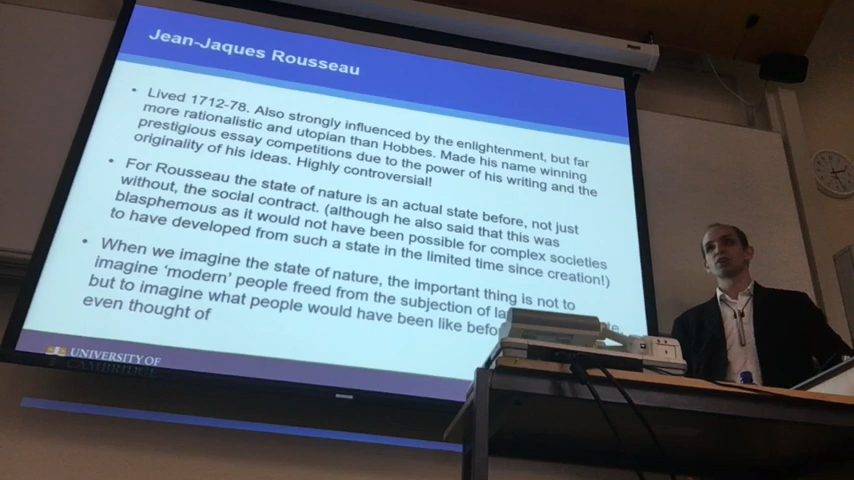 Jean-Jaques Rousseau
• Lived 1712-78. Also strongly influenced by the enlightenment, but far
more rationalistic and utopian than Hobbes. Made his name winning
prestigious essay competitions due to the power of his writing and the
originality of his ideas. Highly controversial!
• For Rousseau the state of nature is an actual state before, not just
without, the social contract. (although he also said that this was
blasphemous as it would not have been possible for complex societies
to have developed from such a state in the limited time since creation!)
• When we imagine the state of nature, the important thing is not to
imagine 'modern' people freed from the subjection of
but to imagine what people would have been like
even thought of
UNIVERSITY OF
CAMBRIDGE